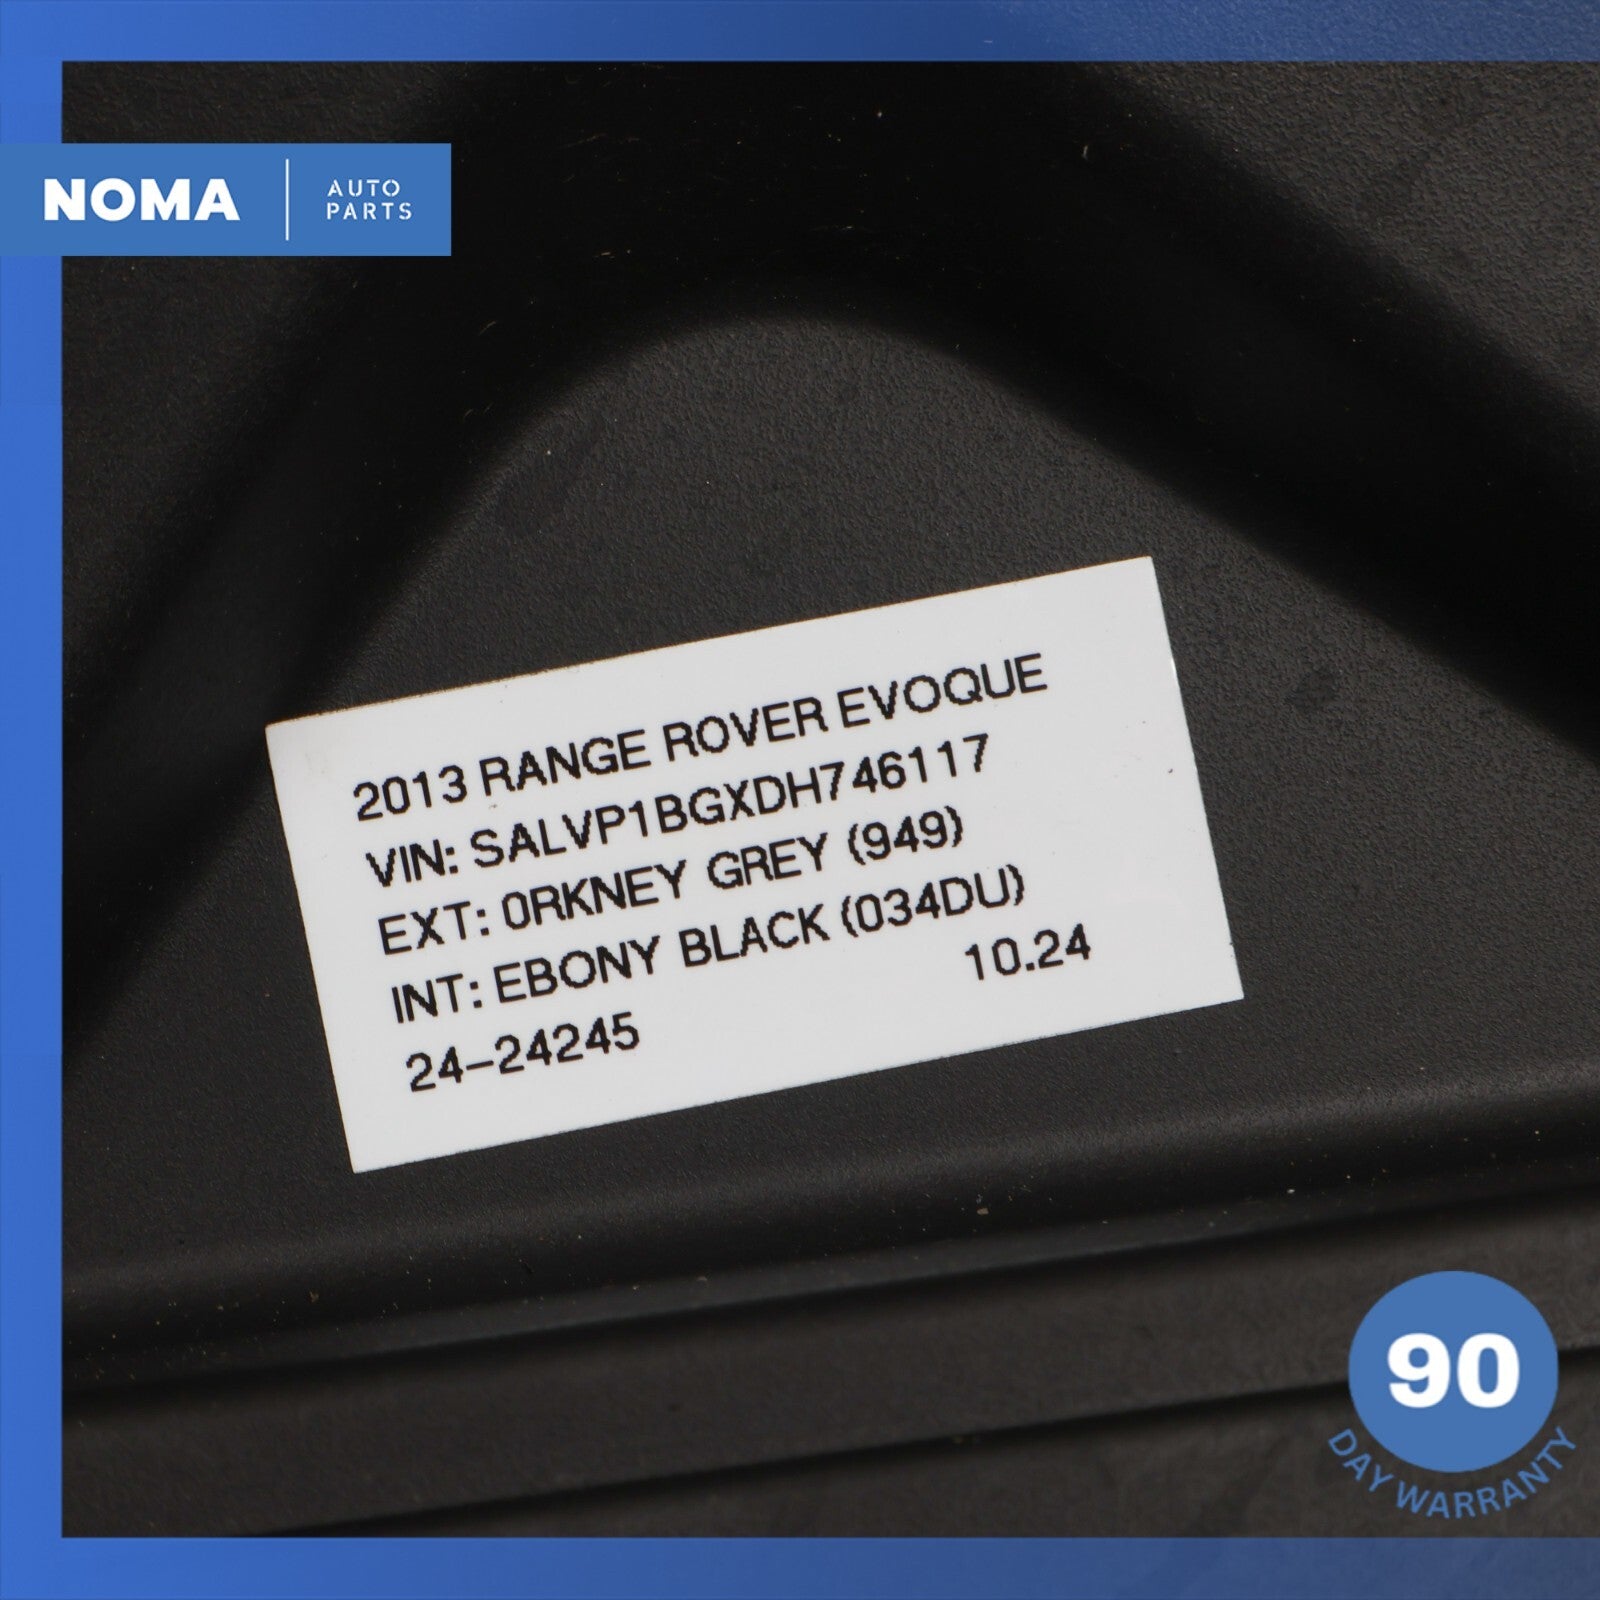 NOMA
AUTO
PARTS
2013 RANGE ROVER EVOQUE
VIN: SALVP1BGXDH746117
EXT: 0RKNEY GREY (949)
INT: EBONY BLACK (034DU)
10.24
24-24245
90
DAY WARRANTY